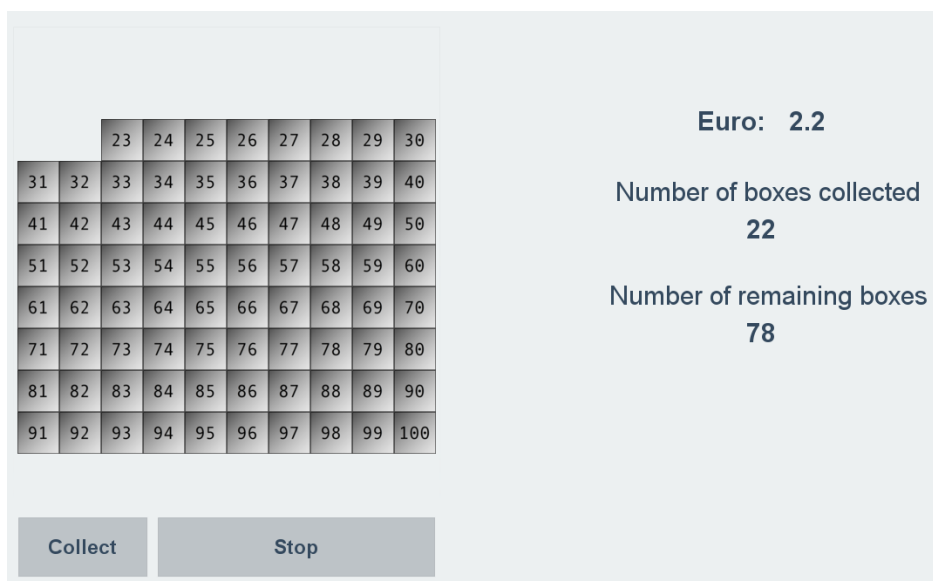 23 24 25 26 27 28 29 30
31 32 33 34 35 36 37 38 39 40
41 42 43 44 45 46 47 48 49 50
51 52 53 54 55 56 57 58 59 60
61 62 63 64 65 66 67 68 69 70
71 72 73 74 75 76 77 78 79 80
81 82 83 84 85 86 87 88 89 90
91 92 93 94 95 96 97 98 99 100
Collect Stop
Euro: 2.2
Number of boxes collected
22
Number of remaining boxes
78